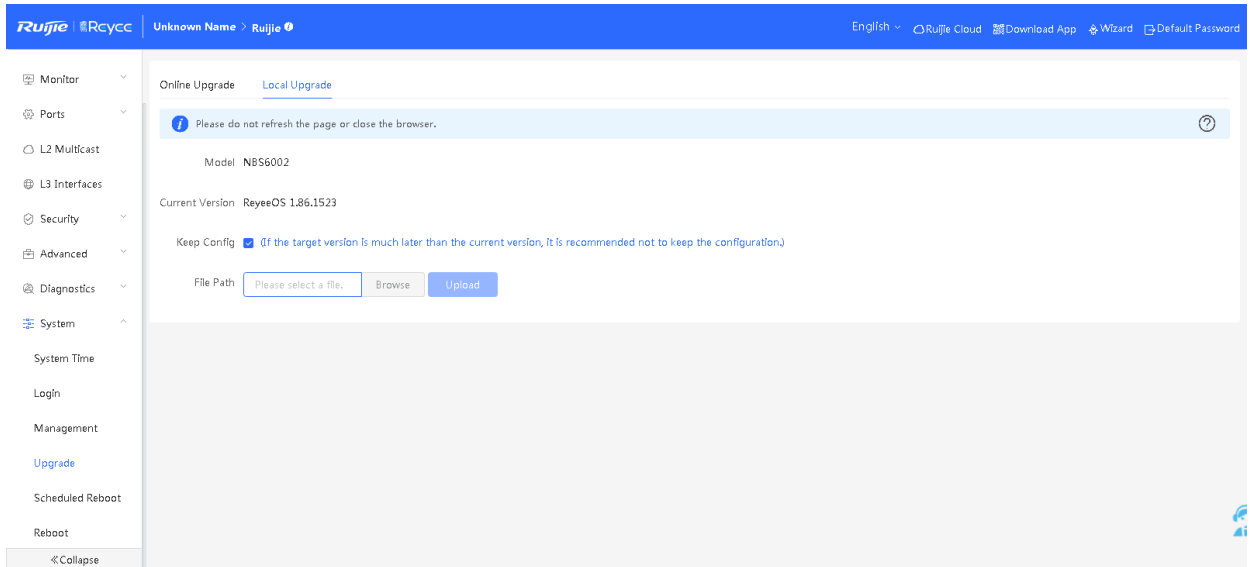 Ruijie | Rcycc
Unknown Name > Ruijie
English Ruijie Cloud Download App Wizard Default Password
Monitor
Ports
L2 Multicast
L3 Interfaces
Security
Advanced
Diagnostics
System
System Time
Login
Management
Upgrade
Scheduled Reboot
Reboot
«Collapse
Online Upgrade Local Upgrade
Please do not refresh the page or close the browser.
Model NBS6002
Current Version ReyeeOS 1.86.1523
Keep Config (If the target version is much later than the current version, it is recommended not to keep the configuration.)
File Path Please select a file. Browse Upload